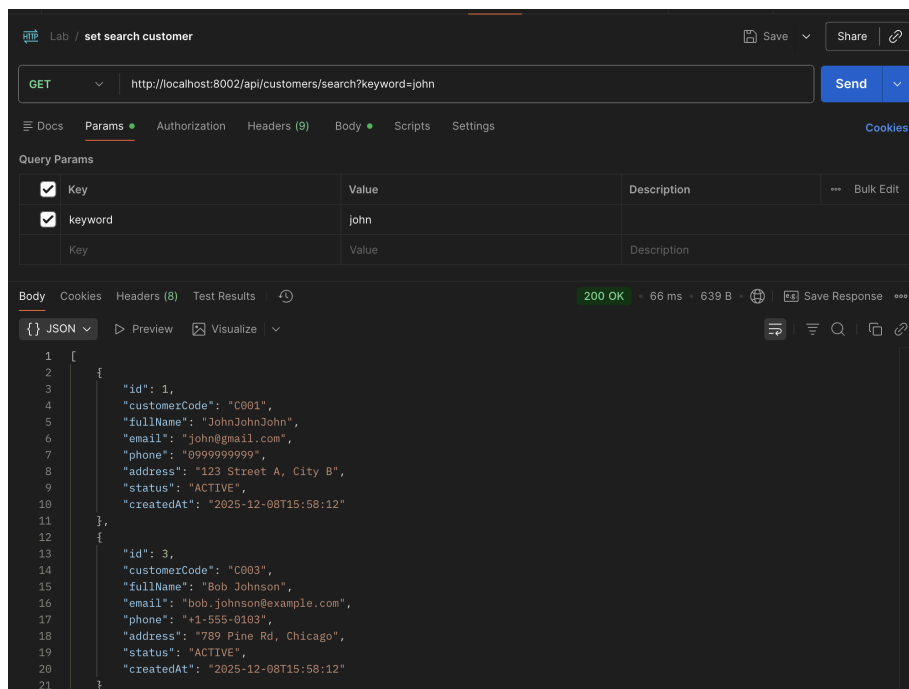 HTTP Lab / set search customer Save Share
GET http://localhost:8002/api/customers/search?keyword=john Send
Docs Params Authorization Headers (9) Body Scripts Settings Cookies
Query Params
Key Value Description Bulk Edit
keyword john
Key Value Description
Body Cookies Headers (8) Test Results 200 OK 66 ms 639 B e.g. Save Response
{} JSON Preview Visualize
1 [
2 {
3 "id": 1,
4 "customerCode": "C001",
5 "fullName": "JohnJohnJohn",
6 "email": "john@gmail.com",
7 "phone": "0999999999",
8 "address": "123 Street A, City B",
9 "status": "ACTIVE",
10 "createdAt": "2025-12-08T15:58:12"
11 },
12 {
13 "id": 3,
14 "customerCode": "C003",
15 "fullName": "Bob Johnson",
16 "email": "bob.johnson@example.com",
17 "phone": "+1-555-0103",
18 "address": "789 Pine Rd, Chicago",
19 "status": "ACTIVE",
20 "createdAt": "2025-12-08T15:58:12"
21 }